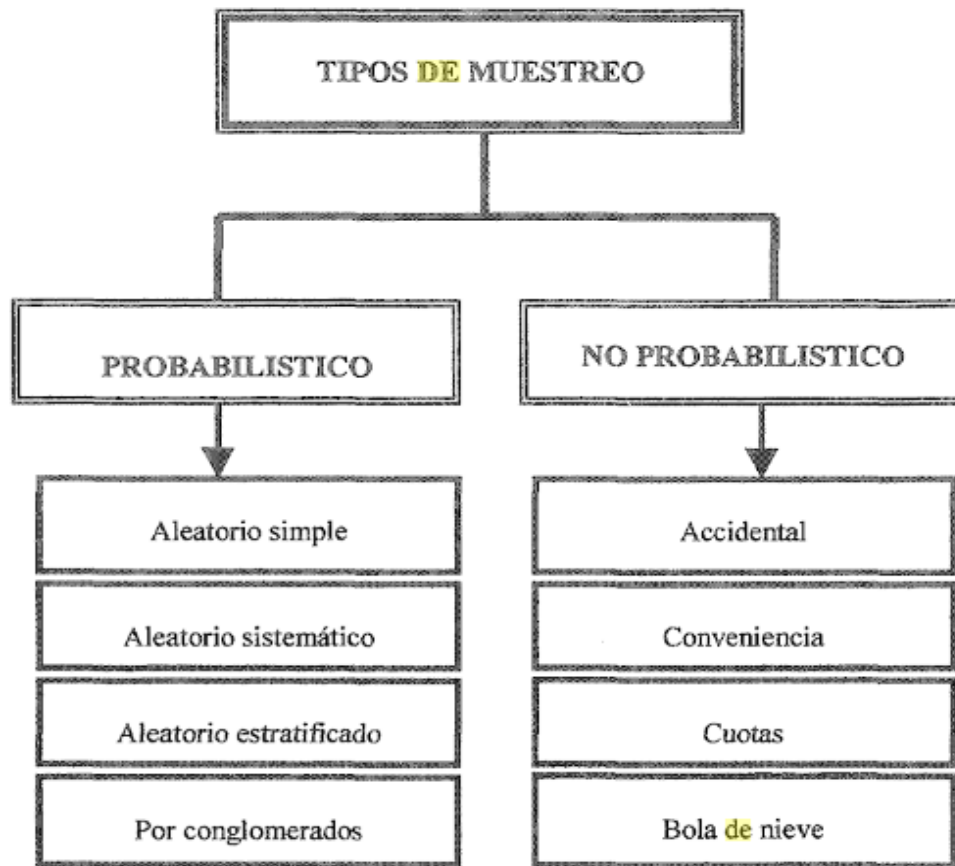 TIPOS DE MUESTREO
PROBABILISTICO
NO PROBABILISTICO
Aleatorio simple
Accidental
Aleatorio sistemático
Conveniencia
Aleatorio estratificado
Cuotas
Por conglomerados
Bola de nieve